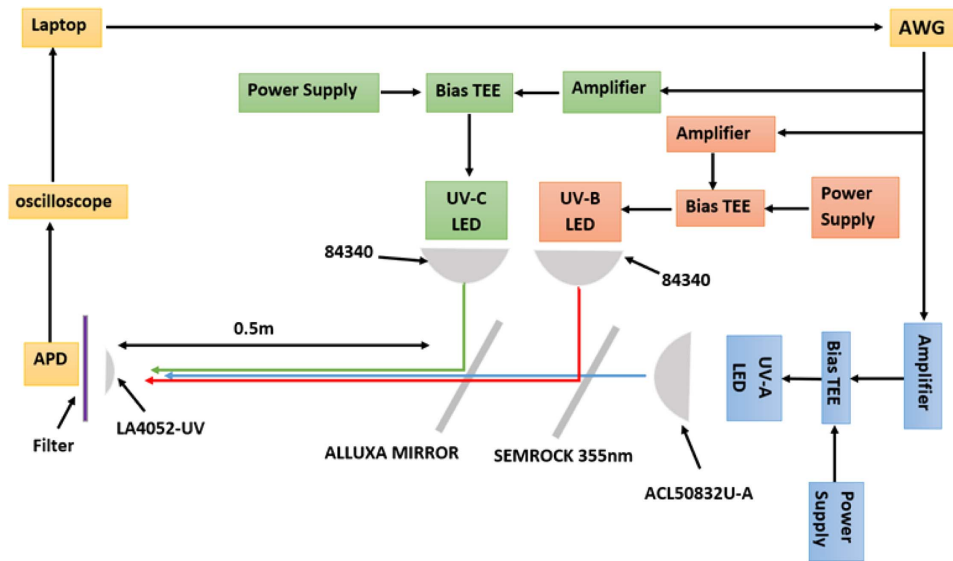 Laptop
AWG
Power Supply
Bias TEE
Amplifier
Amplifier
oscilloscope
UV-C
LED
UV-B
LED
Bias TEE
Power
Supply
84340
84340
0.5m
APD
UV-A
LED
Bias TEE
Amplifier
Filter
LA4052-UV
ALLUXA MIRROR
SEMROCK 355nm
ACL50832U-A
Power
Supply